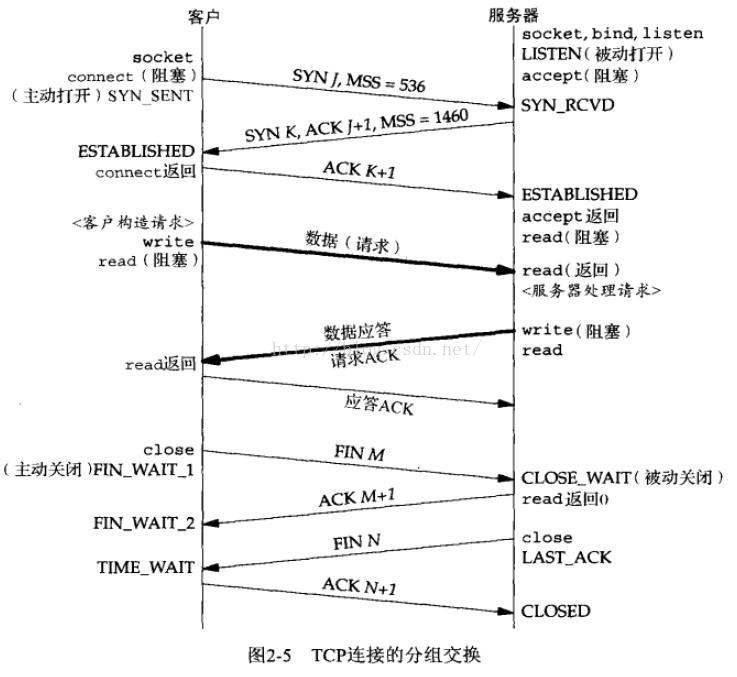 客户
服务器
socket, bind, listen
LISTEN(被动打开)
accept(阻塞)
socket
connect(阻塞)
(主动打开) SYN_SENT
SYN J, MSS = 536
SYN_RCVD
SYN K, ACK J+1, MSS = 1460
ESTABLISHED
connect返回
ACK K+1
ESTABLISHED
accept返回
read(阻塞)
<客户构造请求>
write
read(阻塞)
数据(请求)
read(返回)
<服务器处理请求>
数据应答
请求ACK
write(阻塞)
read
read返回
应答ACK
close
(主动关闭)FIN_WAIT_1
FIN M
CLOSE_WAIT(被动关闭)
read返回0
ACK M+1
FIN_WAIT_2
close
LAST_ACK
FIN N
TIME_WAIT
ACK N+1
CLOSED
图2-5 TCP连接的分组交换